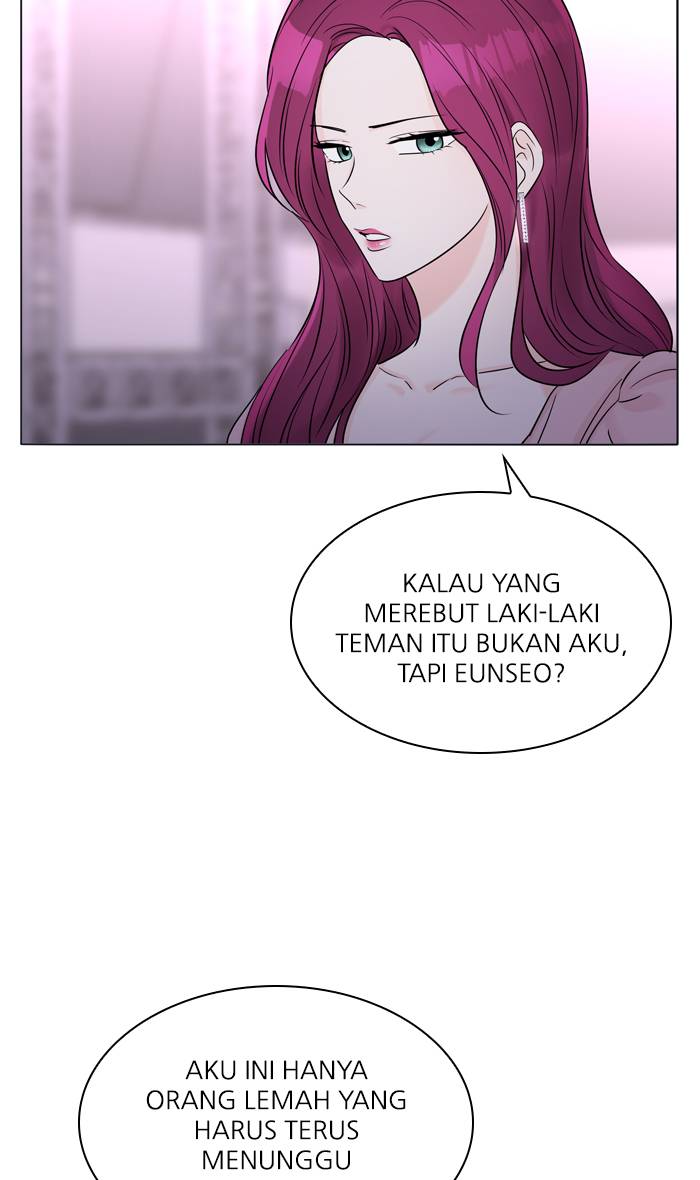 KALAU YANG
MEREBUT LAKI-LAKI
TEMAN ITU BUKAN AKU,
TAPI EUNSEO?
AKU INI HANYA
ORANG LEMAH YANG
HARUS TERUS
MENUNGGU